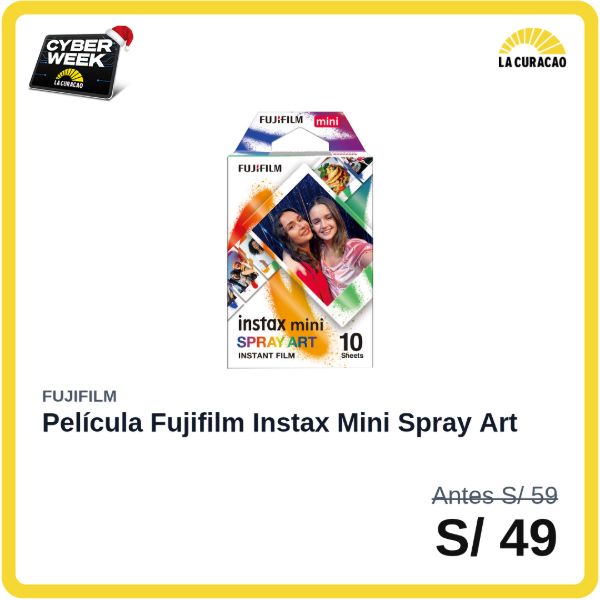 CYBER
WEEK
LA CURACAO
LA CURACAO
FUJIFILM
mini
FUJIFILM
instax mini
SPRAY ART
INSTANT FILM
10
Sheets
FUJIFILM
Película Fujifilm Instax Mini Spray Art
Antes S/ 59
S/ 49